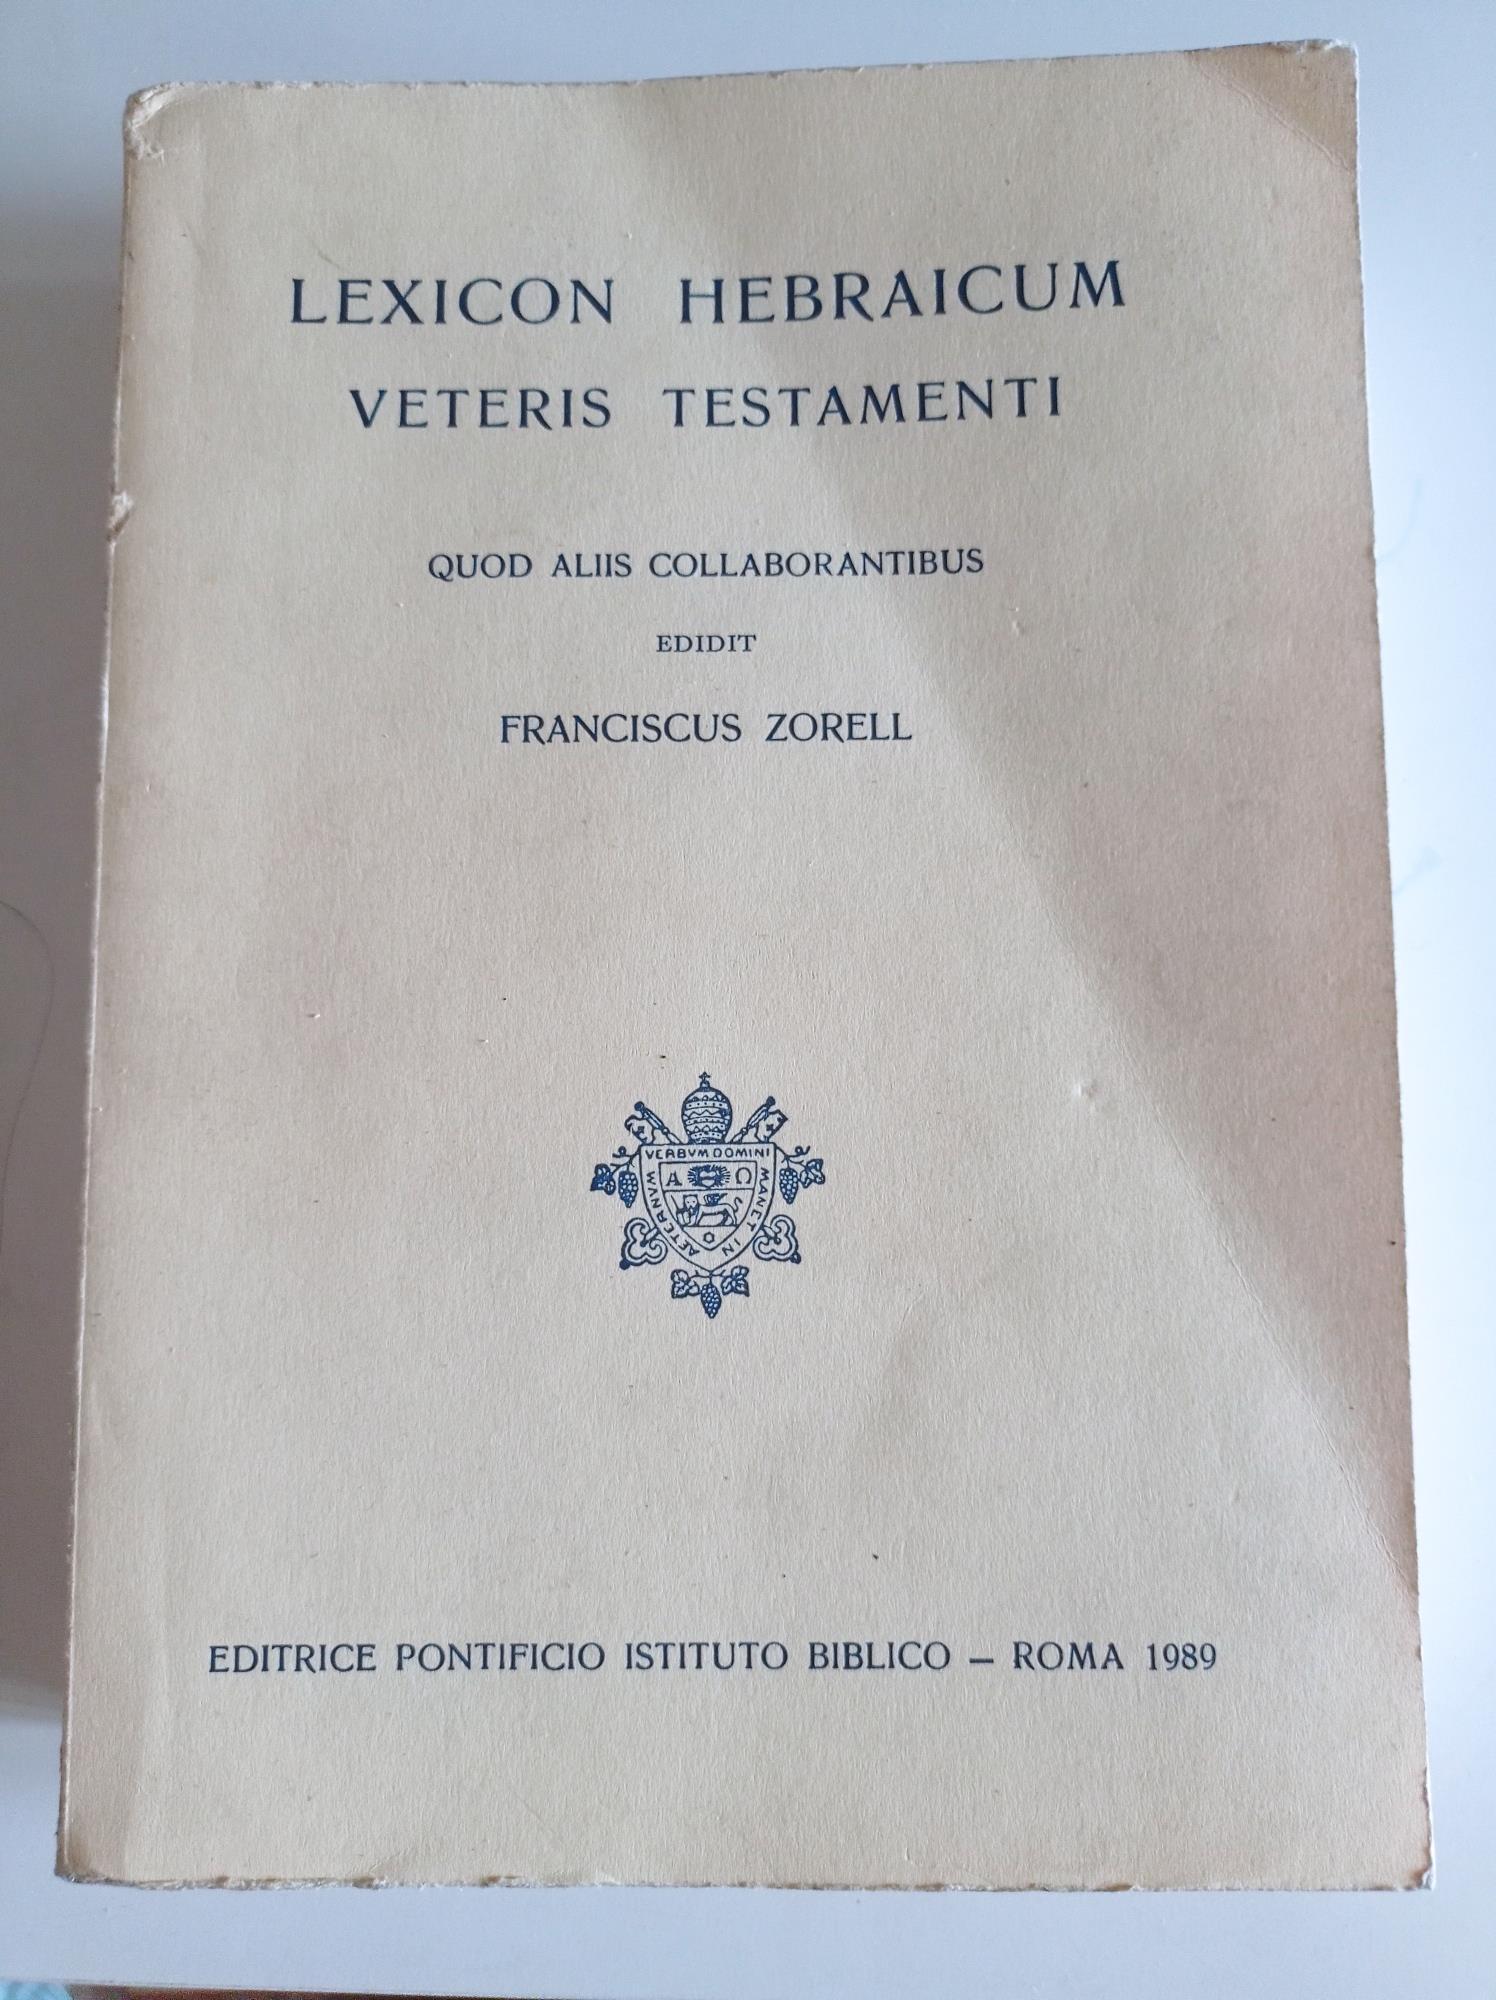 LEXICON HEBRAICUM
VETERIS TESTAMENTI
QUOD ALIIS COLLABORANTIBUS
EDIDIT
FRANCISCUS ZORELL
VERBVM DOMINI
MANET IN
AETERNVM
A Ω
EDITRICE PONTIFICIO ISTITUTO BIBLICO – ROMA 1989